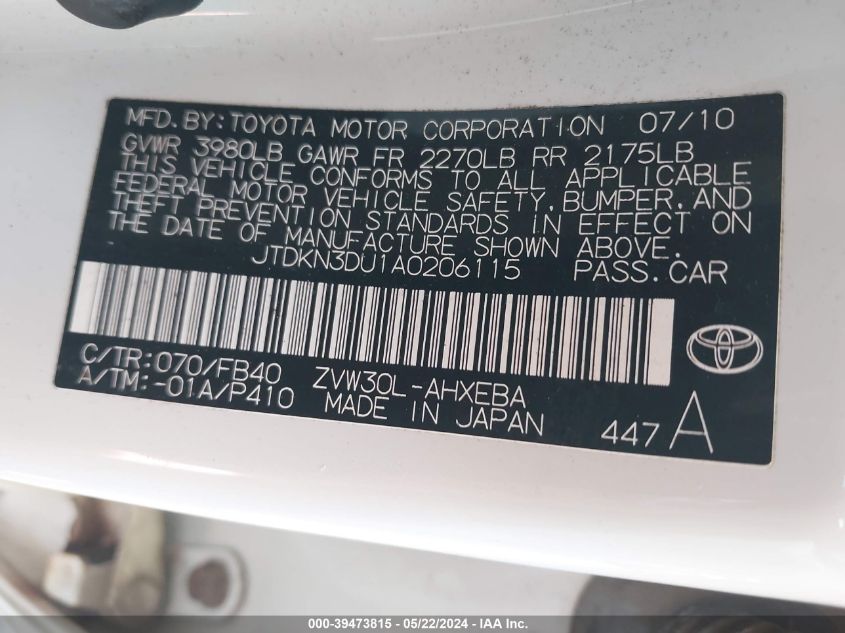 MFD.BY:TOYOTA MOTOR CORPORATION 07/10
GVWR 3980LB GAWR FR 2270LB RR 2175LB
THIS VEHICLE CONFORMS TO ALL APPLICABLE
FEDERAL MOTOR VEHICLE SAFETY,BUMPER,AND
THEFT PREVENTION STANDARDS IN EFFECT ON
THE DATE OF MANUFACTURE SHOWN ABOVE.
JTDKN3DU1A0206115 PASS.CAR
C/TR:070/FB40 ZVW30L-AHXEBA
A/TM:-01A/P410 MADE IN JAPAN
447 A
000-39473815 - 05/22/2024 - IAA Inc.